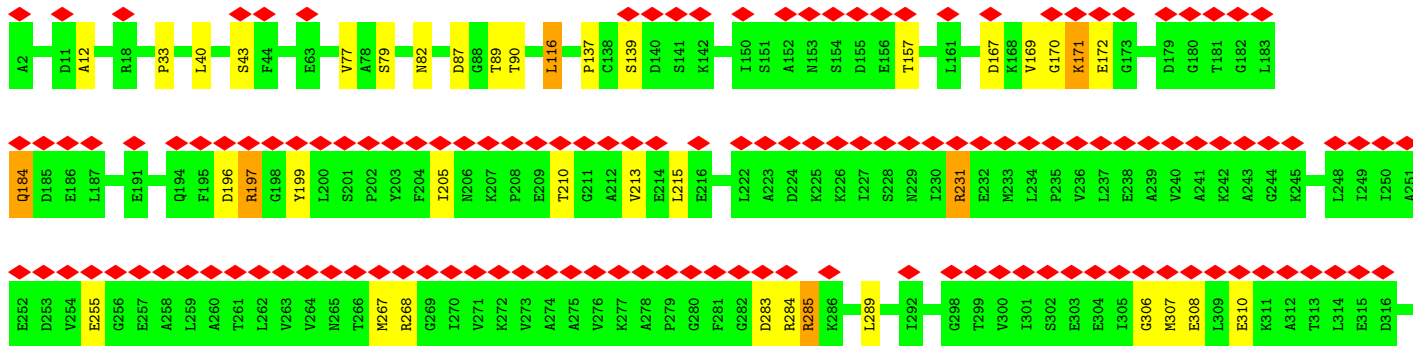 A2 D11 A12 R18 P33 L40 S43 F44 E63 V77 A78 S79 N82 D87 G88 T89 T90 L116 P137 C138 S139 D140 S141 K142 I150 S151 A152 N153 S154 D155 E156 T157 L161 D167 K168 V169 G170 K171 E172 G173 D179 G180 T181 G182 L183
Q184 D185 E186 L187 E191 Q194 F195 D196 R197 G198 Y199 L200 S201 P202 Y203 F204 I205 N206 K207 P208 E209 T210 G211 A212 V213 E214 L215 E216 L222 A223 D224 K225 K226 I227 S228 N229 I230 R231 E232 M233 L234 P235 V236 L237 E238 A239 V240 A241 K242 A243 G244 K245 L248 I249 I250 A251
E252 D253 V254 E255 G256 E257 A258 L259 A260 T261 L262 V263 V264 N265 T266 M267 R268 G269 I270 V271 K272 V273 A274 A275 V276 K277 A278 P279 G280 F281 G282 D283 R284 R285 K286 L289 I292 G298 T299 V300 I301 S302 E303 E304 I305 G306 M307 E308 L309 E310 K311 A312 T313 L314 E315 D316